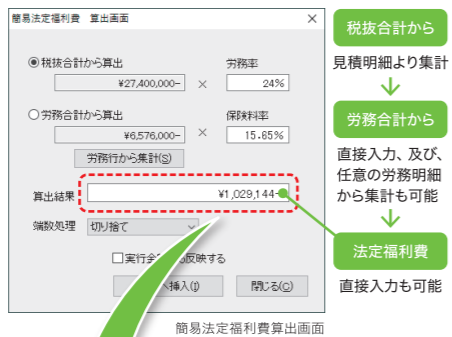 簡易法定福利費　算出画面
税抜合計から算出
労務率
¥27,400,000-
×
24%
労務合計から算出
保険料率
¥6,576,000-
×
15.65%
労務行から集計(S)
算出結果
¥1,029,144-
端数処理
切り捨て
実行金
反映する
挿入(I)
閉じる(C)
簡易法定福利費算出画面
税抜合計から
見積明細より集計
労務合計から
直接入力、及び、
任意の労務明細
から集計も可能
法定福利費
直接入力も可能